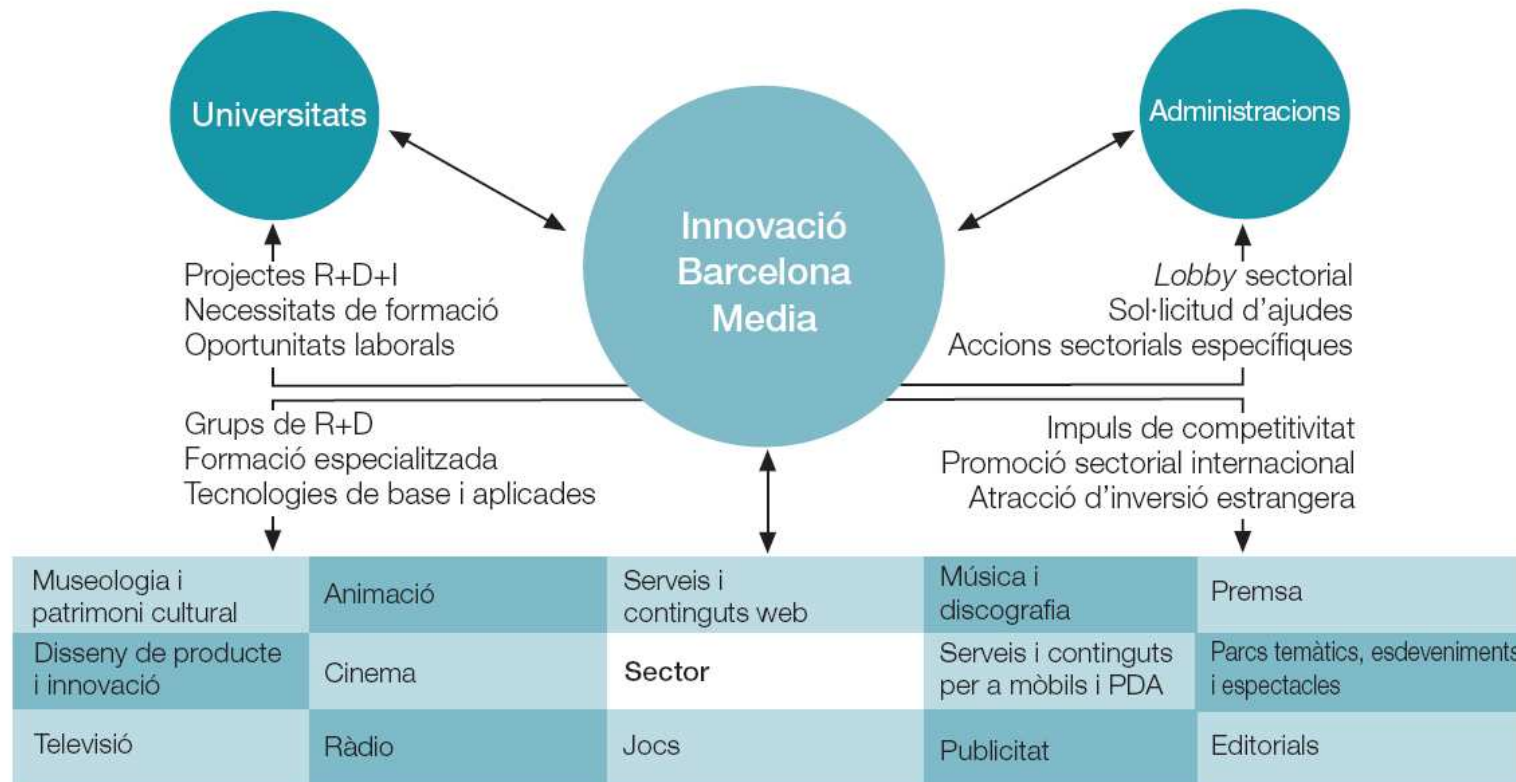 Universitats
Administracions
Innovació
Barcelona
Media
Projectes R+D+I
Necessitats de formació
Oportunitats laborals
Lobby sectorial
Sol·licitud d'ajudes
Accions sectorials específiques
Grups de R+D
Formació especialitzada
Tecnologies de base i aplicades
Impuls de competitivitat
Promoció sectorial internacional
Atracció d'inversió estrangera
Museologia i
patrimoni cultural
Animació
Serveis i
continguts web
Música i
discografia
Premsa
Disseny de producte
i innovació
Cinema
Sector
Serveis i continguts
per a mòbils i PDA
Parcs temàtics, esdeveniments
i espectacles
Televisió
Ràdio
Jocs
Publicitat
Editorials